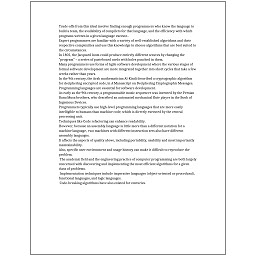 Trade-offs from this ideal involve finding enough programmers who know the language to
build a team, the availability of compilers for that language, and the efficiency with which
programs written in a given language execute.
Expert programmers are familiar with a variety of well-established algorithms and their
respective complexities and use this knowledge to choose algorithms that are best suited to
the circumstances.
In 1801, the Jacquard loom could produce entirely different weaves by changing the
"program" – a series of pasteboard cards with holes punched in them.
Many programmers use forms of Agile software development where the various stages of
formal software development are more integrated together into short cycles that take a few
weeks rather than years.
In the 9th century, the Arab mathematician Al-Kindi described a cryptographic algorithm
for deciphering encrypted code, in A Manuscript on Deciphering Cryptographic Messages.
Programming languages are essential for software development.
As early as the 9th century, a programmable music sequencer was invented by the Persian
Banu Musa brothers, who described an automated mechanical flute player in the Book of
Ingenious Devices.
Programmers typically use high-level programming languages that are more easily
intelligible to humans than machine code, which is directly executed by the central
processing unit.
Techniques like Code refactoring can enhance readability.
However, because an assembly language is little more than a different notation for a
machine language, two machines with different instruction sets also have different
assembly languages.
It affects the aspects of quality above, including portability, usability and most importantly
maintainability.
Also, specific user environment and usage history can make it difficult to reproduce the
problem.
The academic field and the engineering practice of computer programming are both largely
concerned with discovering and implementing the most efficient algorithms for a given
class of problems.
Implementation techniques include imperative languages (object-oriented or procedural),
functional languages, and logic languages.
Code-breaking algorithms have also existed for centuries.